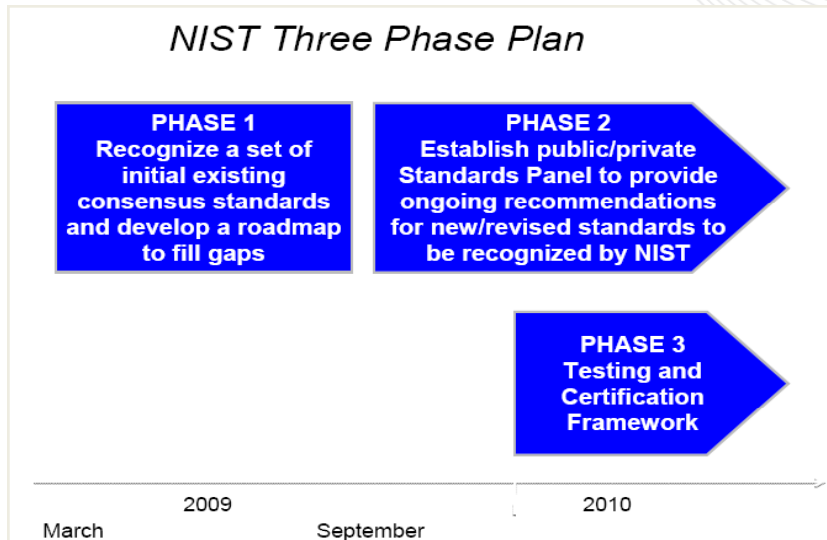 NIST Three Phase Plan
PHASE 1
Recognize a set of
initial existing
consensus standards
and develop a roadmap
to fill gaps
PHASE 2
Establish public/private
Standards Panel to provide
ongoing recommendations
for new/revised standards to
be recognized by NIST
PHASE 3
Testing and
Certification
Framework
2009
2010
March
September